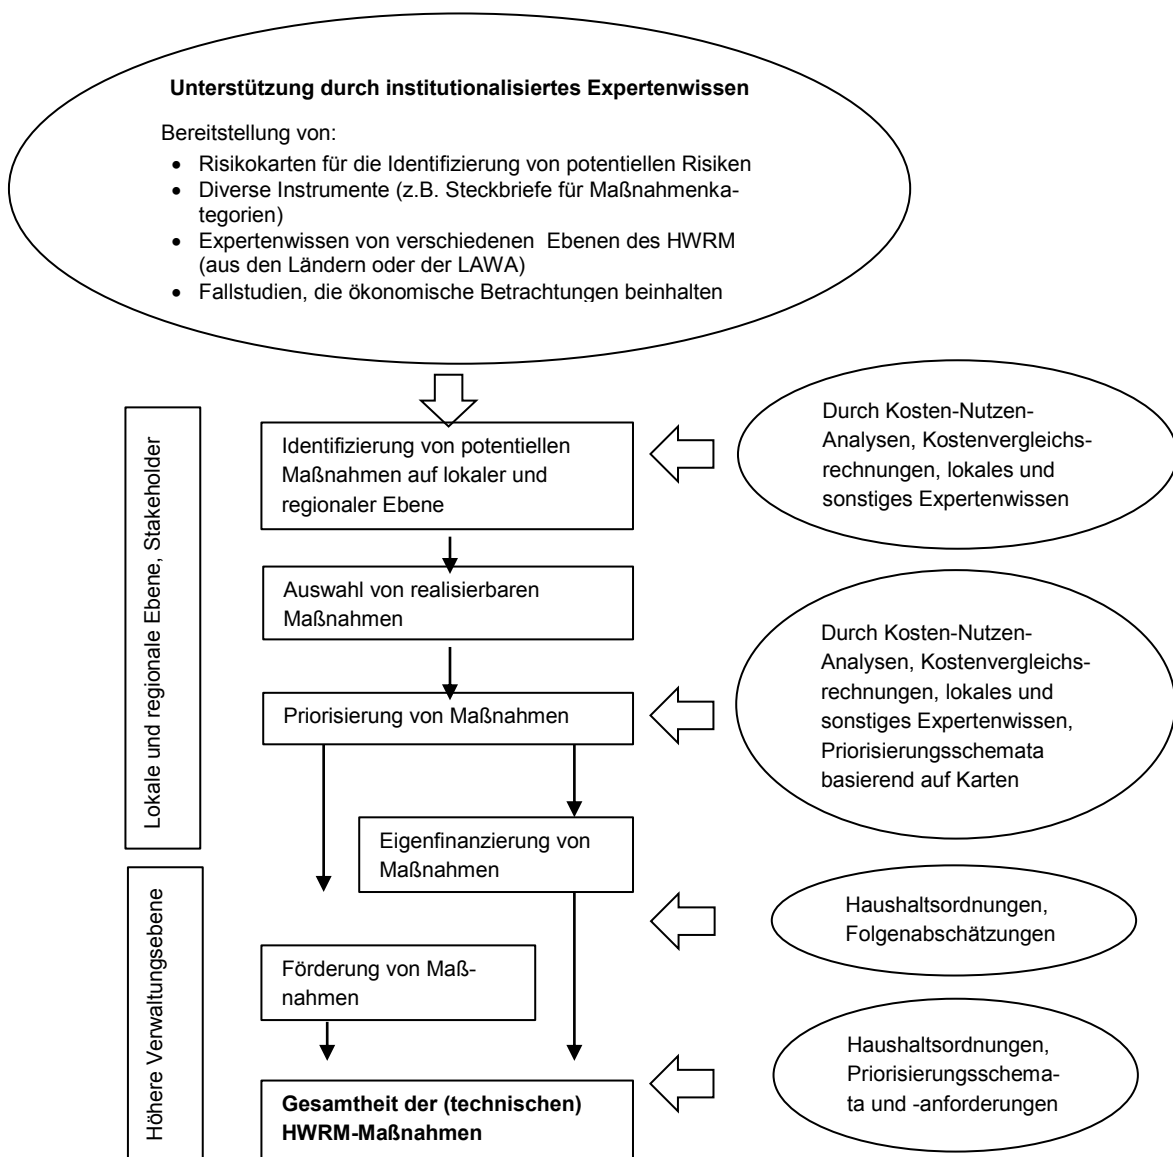 Unterstützung durch institutionalisiertes Expertenwissen
Bereitstellung von:
• Risikokarten für die Identifizierung von potentiellen Risiken
• Diverse Instrumente (z.B. Steckbriefe für Maßnahmenka-
tegorien)
• Expertenwissen von verschiedenen Ebenen des HWRM
(aus den Ländern oder der LAWA)
• Fallstudien, die ökonomische Betrachtungen beinhalten
Lokale und regionale Ebene, Stakeholder
Identifizierung von potentiellen
Maßnahmen auf lokaler und
regionaler Ebene
Durch Kosten-Nutzen-
Analysen, Kostenvergleichs-
rechnungen, lokales und
sonstiges Expertenwissen
Auswahl von realisierbaren
Maßnahmen
Priorisierung von Maßnahmen
Durch Kosten-Nutzen-
Analysen, Kostenvergleichs-
rechnungen, lokales und
sonstiges Expertenwissen,
Priorisierungsschemata
basierend auf Karten
Eigenfinanzierung von
Maßnahmen
Höhere Verwaltungsebene
Haushaltsordnungen,
Folgenabschätzungen
Förderung von Maß-
nahmen
Haushaltsordnungen,
Priorisierungsschema-
ta und -anforderungen
Gesamtheit der (technischen)
HWRM-Maßnahmen